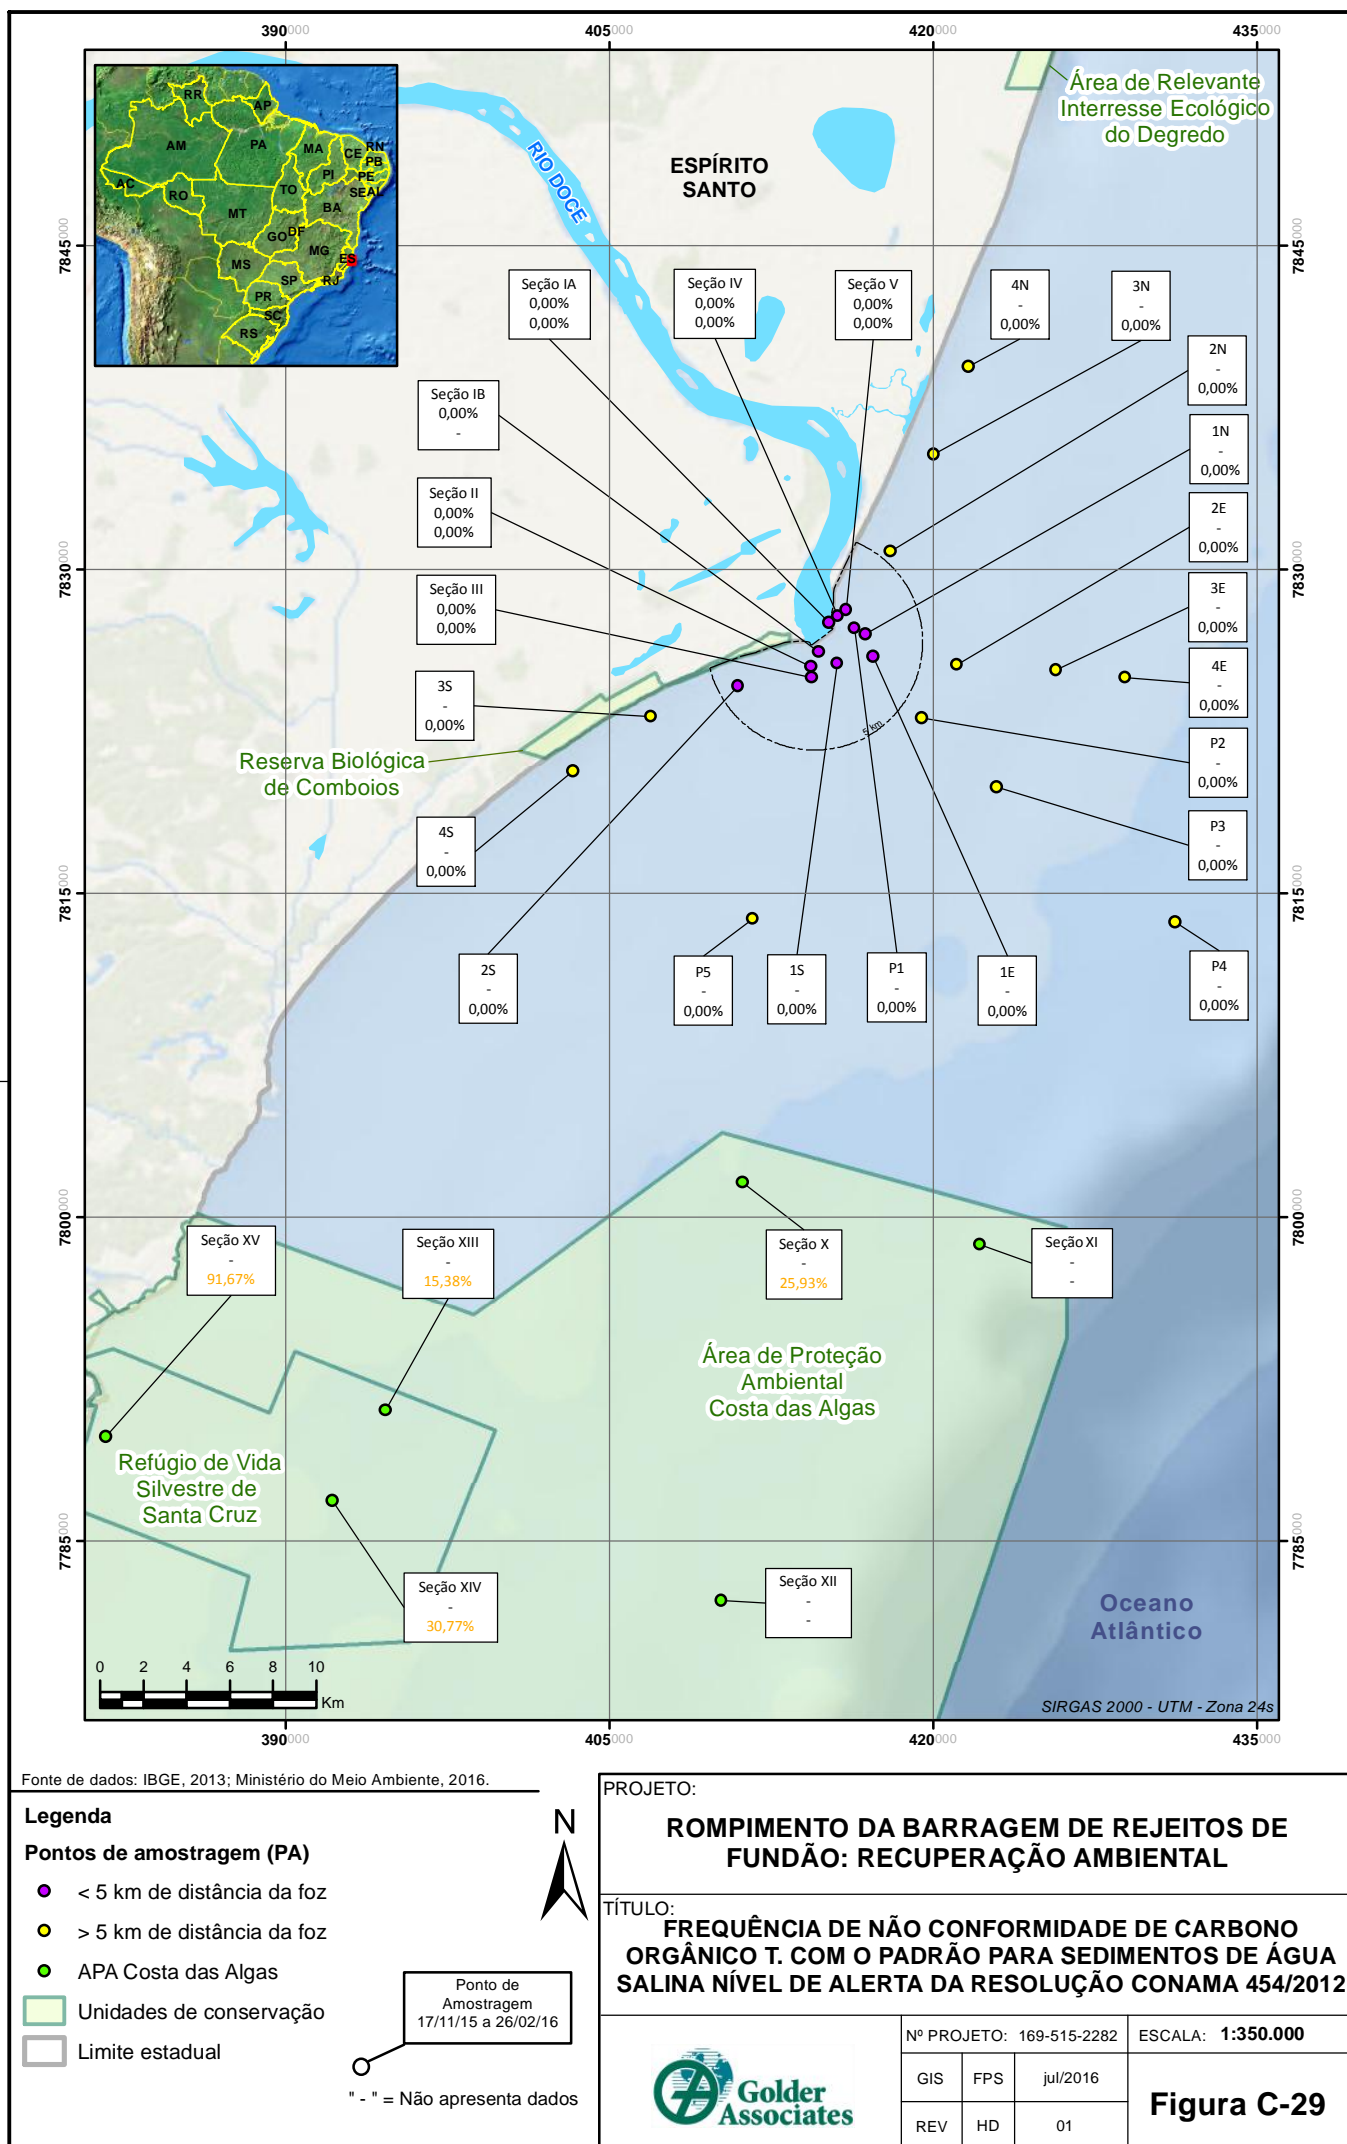 390000
405000
420000
435000
7845000
7830000
7815000
7800000
7785000
7845000
7830000
7815000
7800000
7785000
RR
AP
AM
PA
MA
CE
RN
PB
PE
AL
SE
PI
AC
RO
TO
BA
MT
GO
DF
MG
ES
MS
SP
RJ
PR
SC
RS
RIO DOCE
ESPÍRITO
SANTO
Área de Relevante
Interresse Ecológico
do Degredo
Seção IA
0,00%
0,00%
Seção IV
0,00%
0,00%
Seção V
0,00%
0,00%
4N
-
0,00%
3N
-
0,00%
2N
-
0,00%
Seção IB
0,00%
-
1N
-
0,00%
Seção II
0,00%
0,00%
2E
-
0,00%
Seção III
0,00%
0,00%
3E
-
0,00%
4E
-
0,00%
3S
-
0,00%
5 km
Reserva Biológica
de Comboios
P2
-
0,00%
4S
-
0,00%
P3
-
0,00%
2S
-
0,00%
P5
-
0,00%
1S
-
0,00%
P1
-
0,00%
1E
-
0,00%
P4
-
0,00%
Seção XV
-
91,67%
Seção XIII
-
15,38%
Seção X
-
25,93%
Seção XI
-
-
Área de Proteção
Ambiental
Costa das Algas
Refúgio de Vida
Silvestre de
Santa Cruz
Seção XIV
-
30,77%
Seção XII
-
-
Oceano
Atlântico
0 2 4 6 8 10
Km
SIRGAS 2000 - UTM - Zona 24s
390000
405000
420000
435000
Fonte de dados: IBGE, 2013; Ministério do Meio Ambiente, 2016.
Legenda
Pontos de amostragem (PA)
< 5 km de distância da foz
> 5 km de distância da foz
APA Costa das Algas
Unidades de conservação
Limite estadual
N
Ponto de
Amostragem
17/11/15 a 26/02/16
" - " = Não apresenta dados
PROJETO:
ROMPIMENTO DA BARRAGEM DE REJEITOS DE
FUNDÃO: RECUPERAÇÃO AMBIENTAL
TÍTULO:
FREQUÊNCIA DE NÃO CONFORMIDADE DE CARBONO
ORGÂNICO T. COM O PADRÃO PARA SEDIMENTOS DE ÁGUA
SALINA NÍVEL DE ALERTA DA RESOLUÇÃO CONAMA 454/2012
Golder
Associates
Nº PROJETO: 169-515-2282
ESCALA: 1:350.000
GIS FPS jul/2016
REV HD 01
Figura C-29